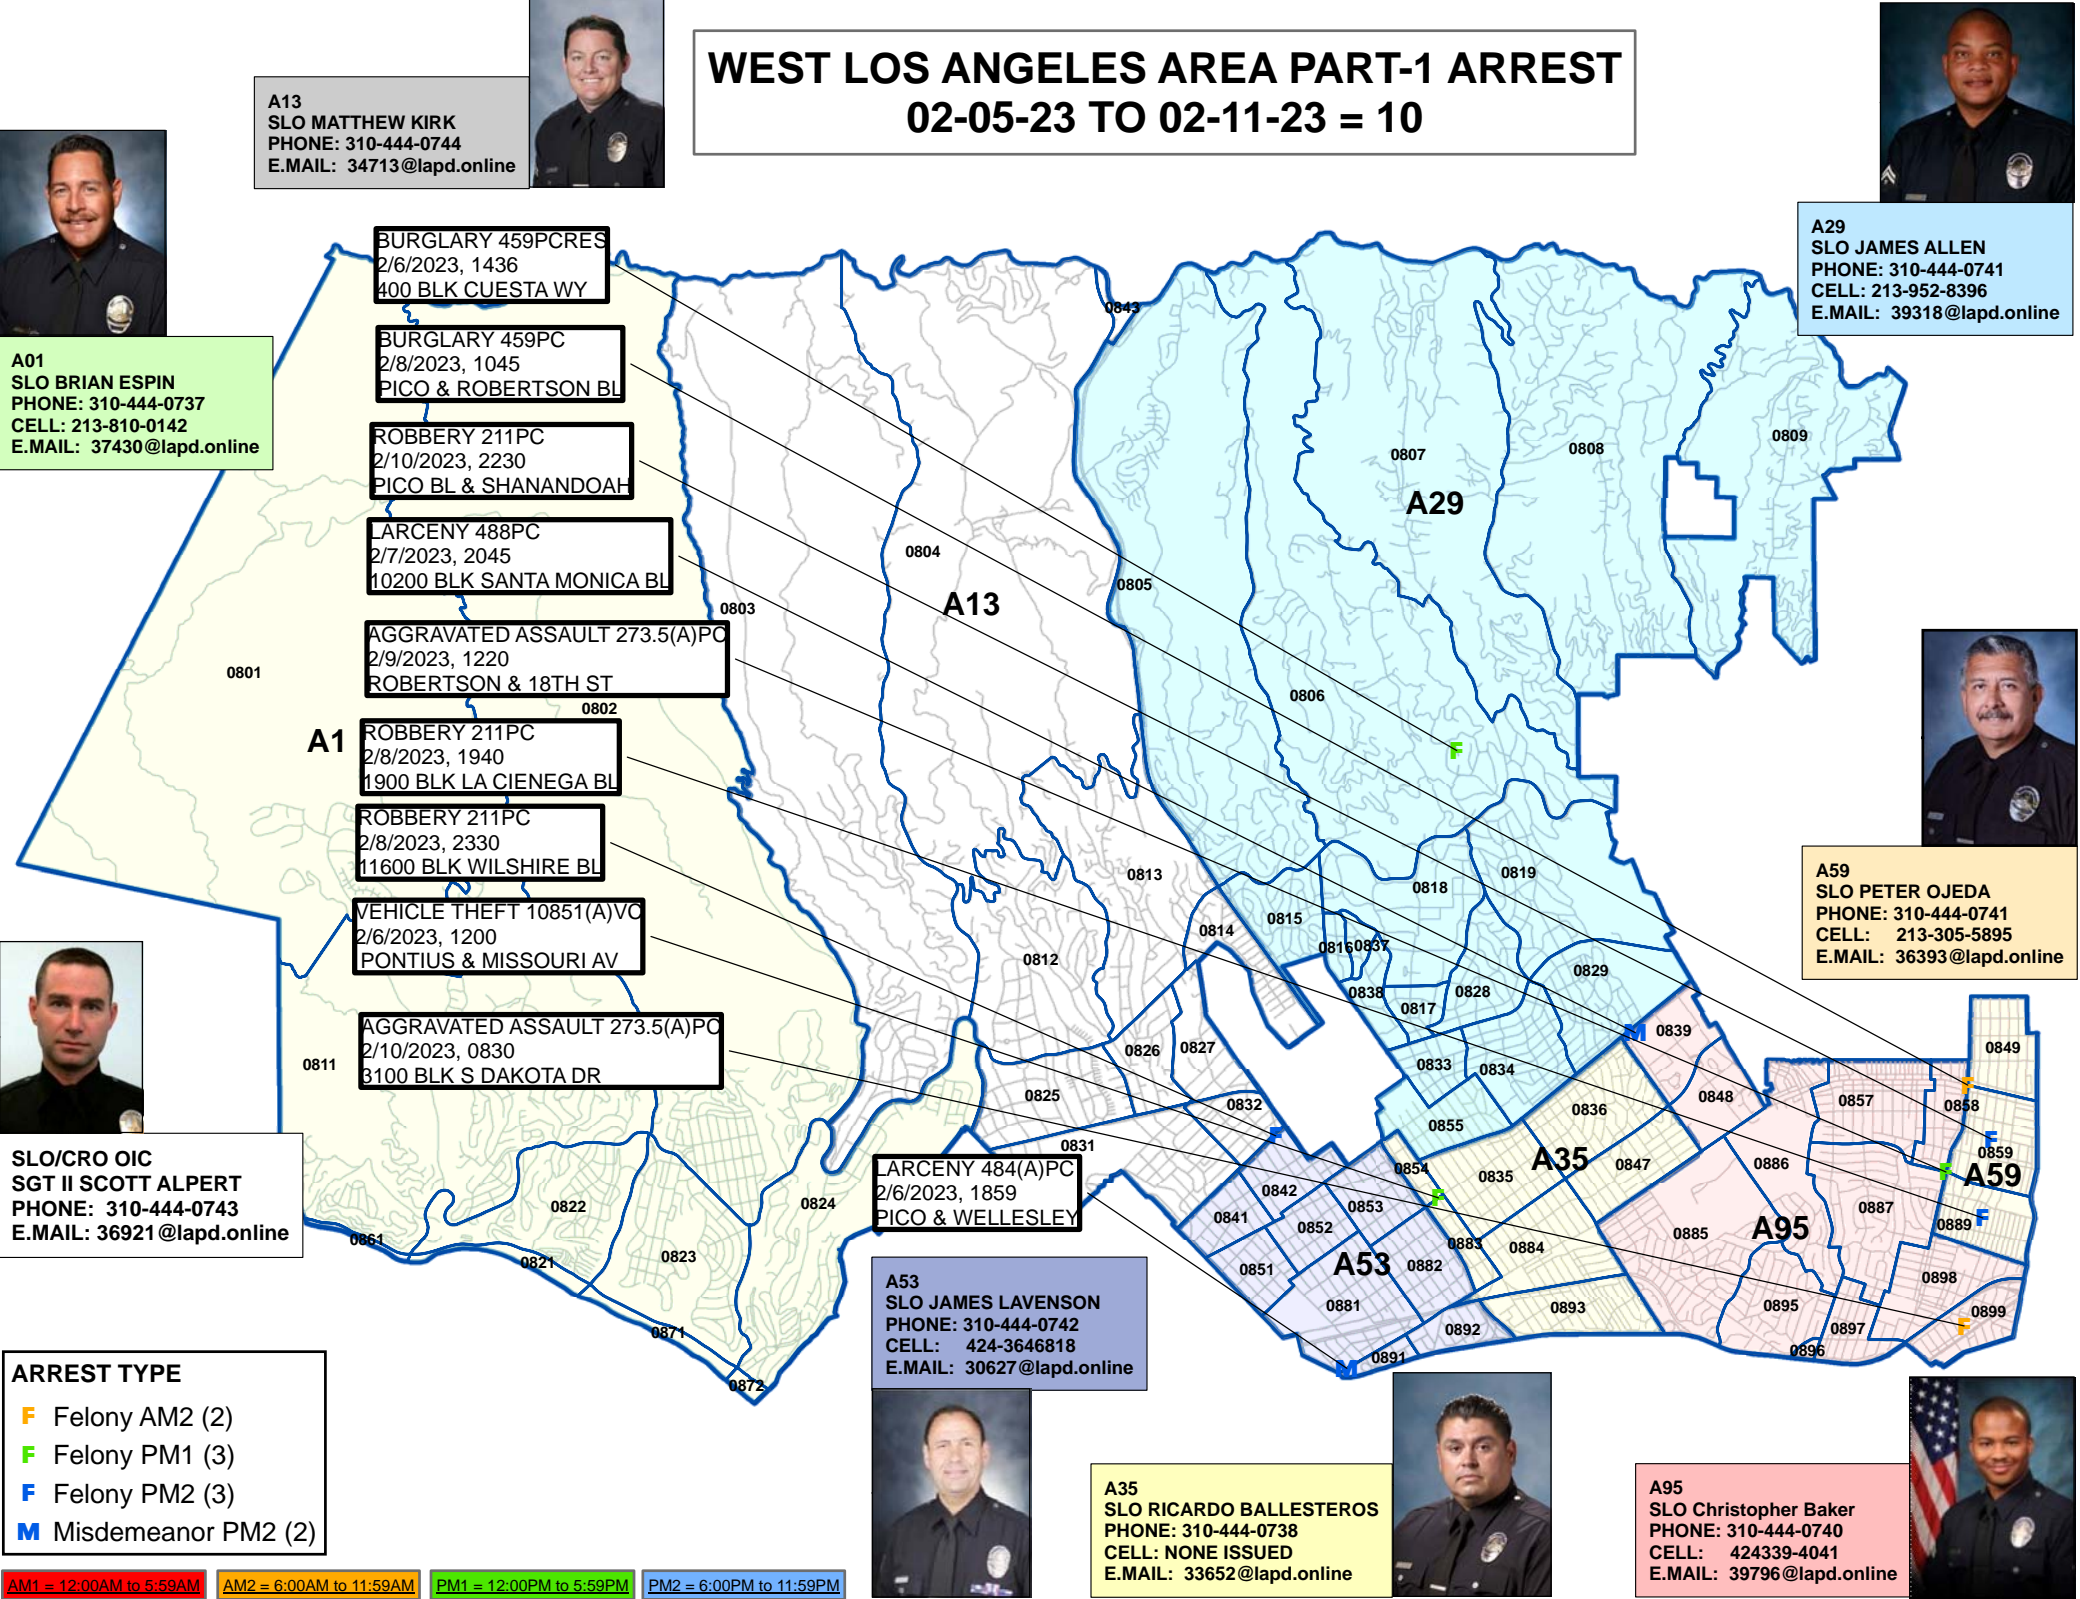 WEST LOS ANGELES AREA PART-1 ARREST
02-05-23 TO 02-11-23 = 10
A13
SLO MATTHEW KIRK
PHONE: 310-444-0744
E.MAIL: 34713@lapd.online
A29
SLO JAMES ALLEN
PHONE: 310-444-0741
CELL: 213-952-8396
E.MAIL: 39318@lapd.online
A01
SLO BRIAN ESPIN
PHONE: 310-444-0737
CELL: 213-810-0142
E.MAIL: 37430@lapd.online
BURGLARY 459PCRES
2/6/2023, 1436
400 BLK CUESTA WY
BURGLARY 459PC
2/8/2023, 1045
PICO & ROBERTSON BL
ROBBERY 211PC
2/10/2023, 2230
PICO BL & SHANANDOAH
LARCENY 488PC
2/7/2023, 2045
10200 BLK SANTA MONICA BL
AGGRAVATED ASSAULT 273.5(A)PC
2/9/2023, 1220
ROBERTSON & 18TH ST
ROBBERY 211PC
2/8/2023, 1940
1900 BLK LA CIENEGA BL
ROBBERY 211PC
2/8/2023, 2330
11600 BLK WILSHIRE BL
VEHICLE THEFT 10851(A)VC
2/6/2023, 1200
PONTIUS & MISSOURI AV
AGGRAVATED ASSAULT 273.5(A)PC
2/10/2023, 0830
3100 BLK S DAKOTA DR
LARCENY 484(A)PC
2/6/2023, 1859
PICO & WELLESLEY
0843
0809
0808
0807
A29
0804
0805
A13
0803
0801
0806
0802
A1
F
0819
0813
0818
0815
0814
0816
0837
0812
0829
0838
0828
0817
M
0839
0849
0826
0827
0811
0833
0834
F
0825
0848
0857
0858
0832
0836
0855
F
F
0831
0859
A35
0886
0847
0854
F
A59
0835
0842
F
0824
0822
0853
0887
F
0841
0852
A95
0889
0885
0861
0883
0884
0823
0821
A53
0882
0851
0898
0881
0893
0895
0899
F
0871
0892
0897
0896
0891
M
0872
A59
SLO PETER OJEDA
PHONE: 310-444-0741
CELL: 213-305-5895
E.MAIL: 36393@lapd.online
SLO/CRO OIC
SGT II SCOTT ALPERT
PHONE: 310-444-0743
E.MAIL: 36921@lapd.online
A53
SLO JAMES LAVENSON
PHONE: 310-444-0742
CELL: 424-3646818
E.MAIL: 30627@lapd.online
A35
SLO RICARDO BALLESTEROS
PHONE: 310-444-0738
CELL: NONE ISSUED
E.MAIL: 33652@lapd.online
A95
SLO Christopher Baker
PHONE: 310-444-0740
CELL: 424339-4041
E.MAIL: 39796@lapd.online
ARREST TYPE
F Felony AM2 (2)
F Felony PM1 (3)
F Felony PM2 (3)
M Misdemeanor PM2 (2)
AM1 = 12:00AM to 5:59AM
AM2 = 6:00AM to 11:59AM
PM1 = 12:00PM to 5:59PM
PM2 = 6:00PM to 11:59PM